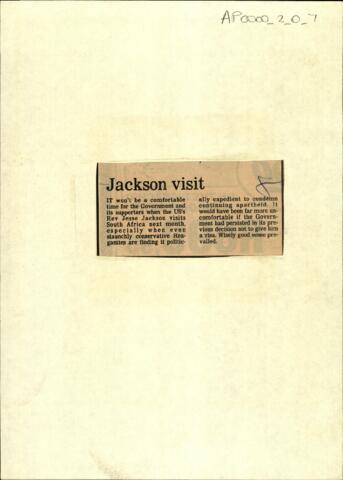 AP0000_2_0_7
Jackson visit
IT won't be a comfortable
time for the Government and
its supporters when the US's
Rev Jesse Jackson visits
South Africa next month,
especially when even
staunchly conservative Rea-
ganites are finding it politic-
ally expedient to condemn
continuing apartheid. It
would have been far more un-
comfortable if the Govern-
ment had persisted in its pre-
vious decision not to give him
a visa. Wisely good sense pre-
vailed.